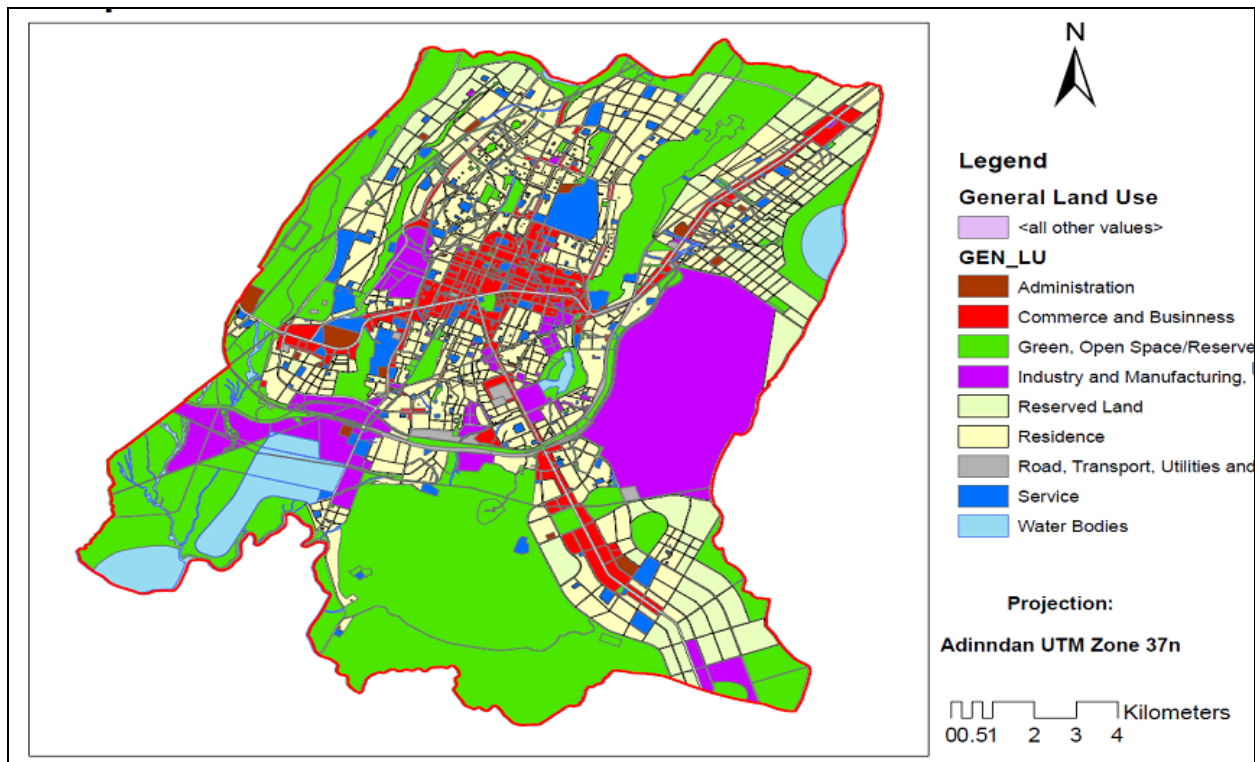 N
Legend
General Land Use
<all other values>
GEN_LU
Administration
Commerce and Businness
Green, Open Space/Reserve
Industry and Manufacturing,
Reserved Land
Residence
Road, Transport, Utilities and
Service
Water Bodies
Projection:
Adinndan UTM Zone 37n
Kilometers
00.51 2 3 4